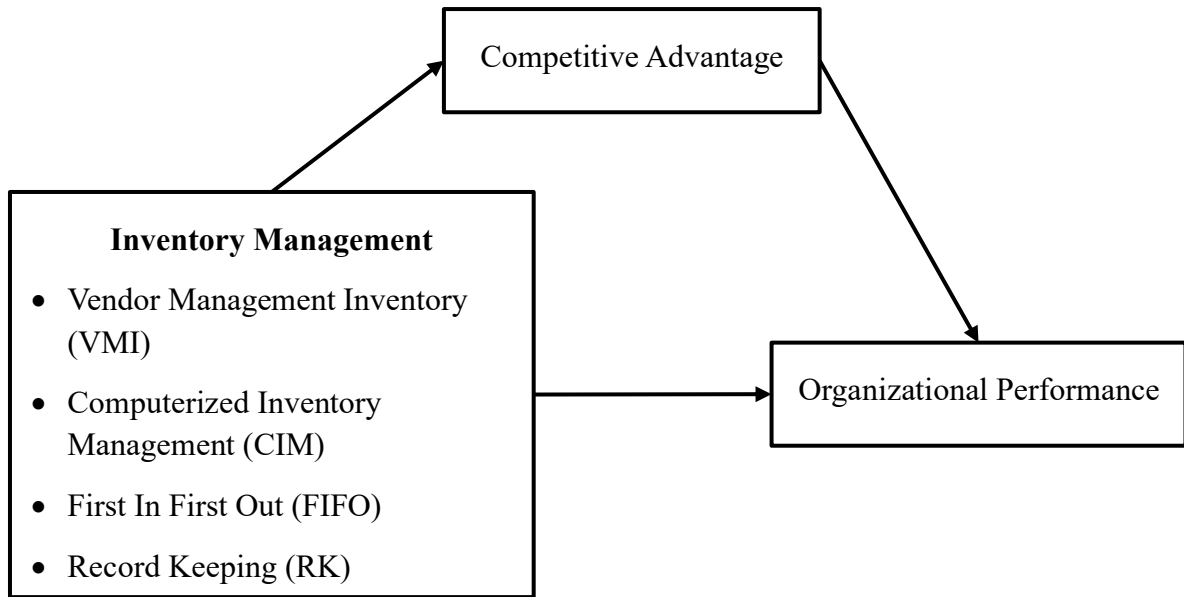 Competitive Advantage
Inventory Management
• Vendor Management Inventory
(VMI)
• Computerized Inventory
Management (CIM)
• First In First Out (FIFO)
• Record Keeping (RK)
Organizational Performance